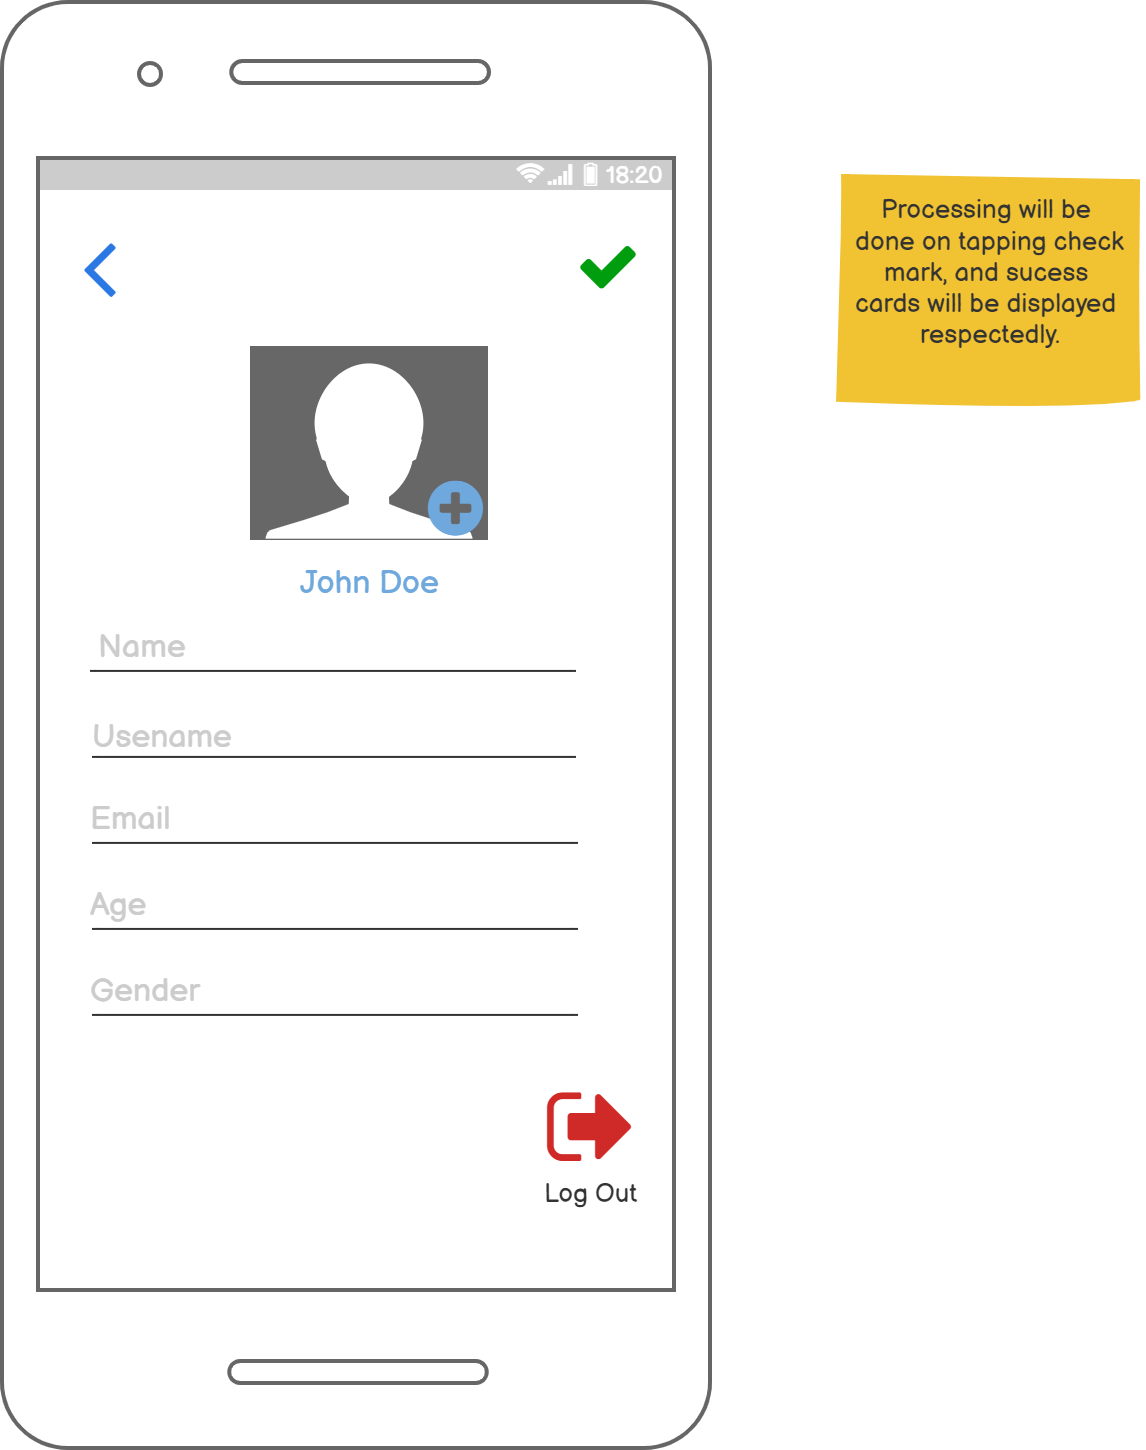 18:20
Processing will be
done on tapping check
mark, and sucess
cards will be displayed
respectedly.
John Doe
Name
Usename
Email
Age
Gender
Log Out